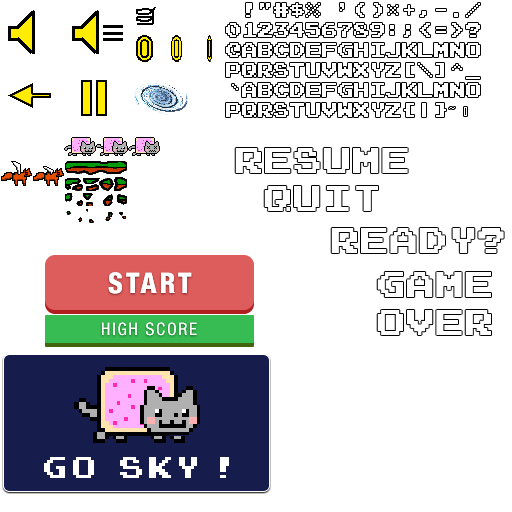 !"#$% '()×+,-./
0123456789:;<=>?
@ABCDEFGHIJKLMNO
PQRSTUVWXYZ[\]^_
`ABCDEFGHIJKLMNO
PQRSTUVWXYZ{|}~
RESUME
QUIT
READY?
GAME
OVER
START
HIGH SCORE
GO SKY!